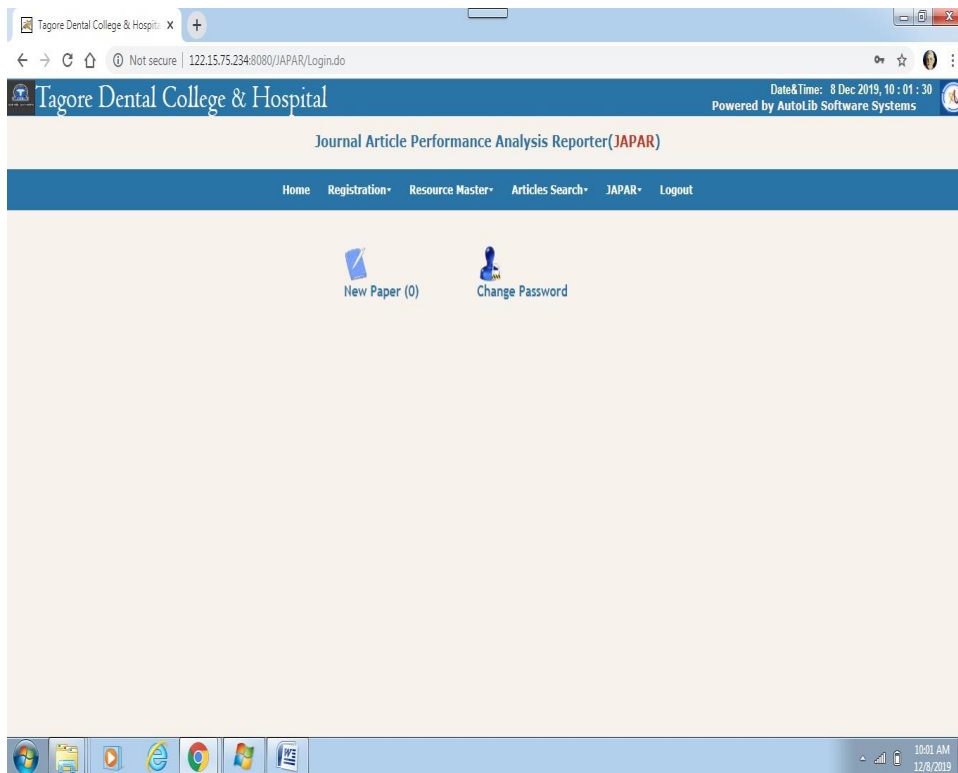 Tagore Dental College & Hospita
Not secure | 122.15.75.234:8080/JAPAR/Login.do
Tagore Dental College & Hospital
Date&Time: 8 Dec 2019, 10 : 01 : 30
Powered by AutoLib Software Systems
Journal Article Performance Analysis Reporter(JAPAR)
Home Registration Resource Master Articles Search JAPAR Logout
New Paper (0) Change Password
10:01 AM
12/8/2019